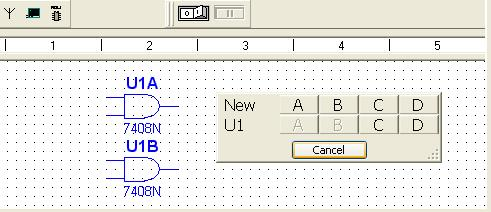 1 2 3 4 5
U1A
7408N
U1B
7408N
New A B C D
U1 A B C D
Cancel